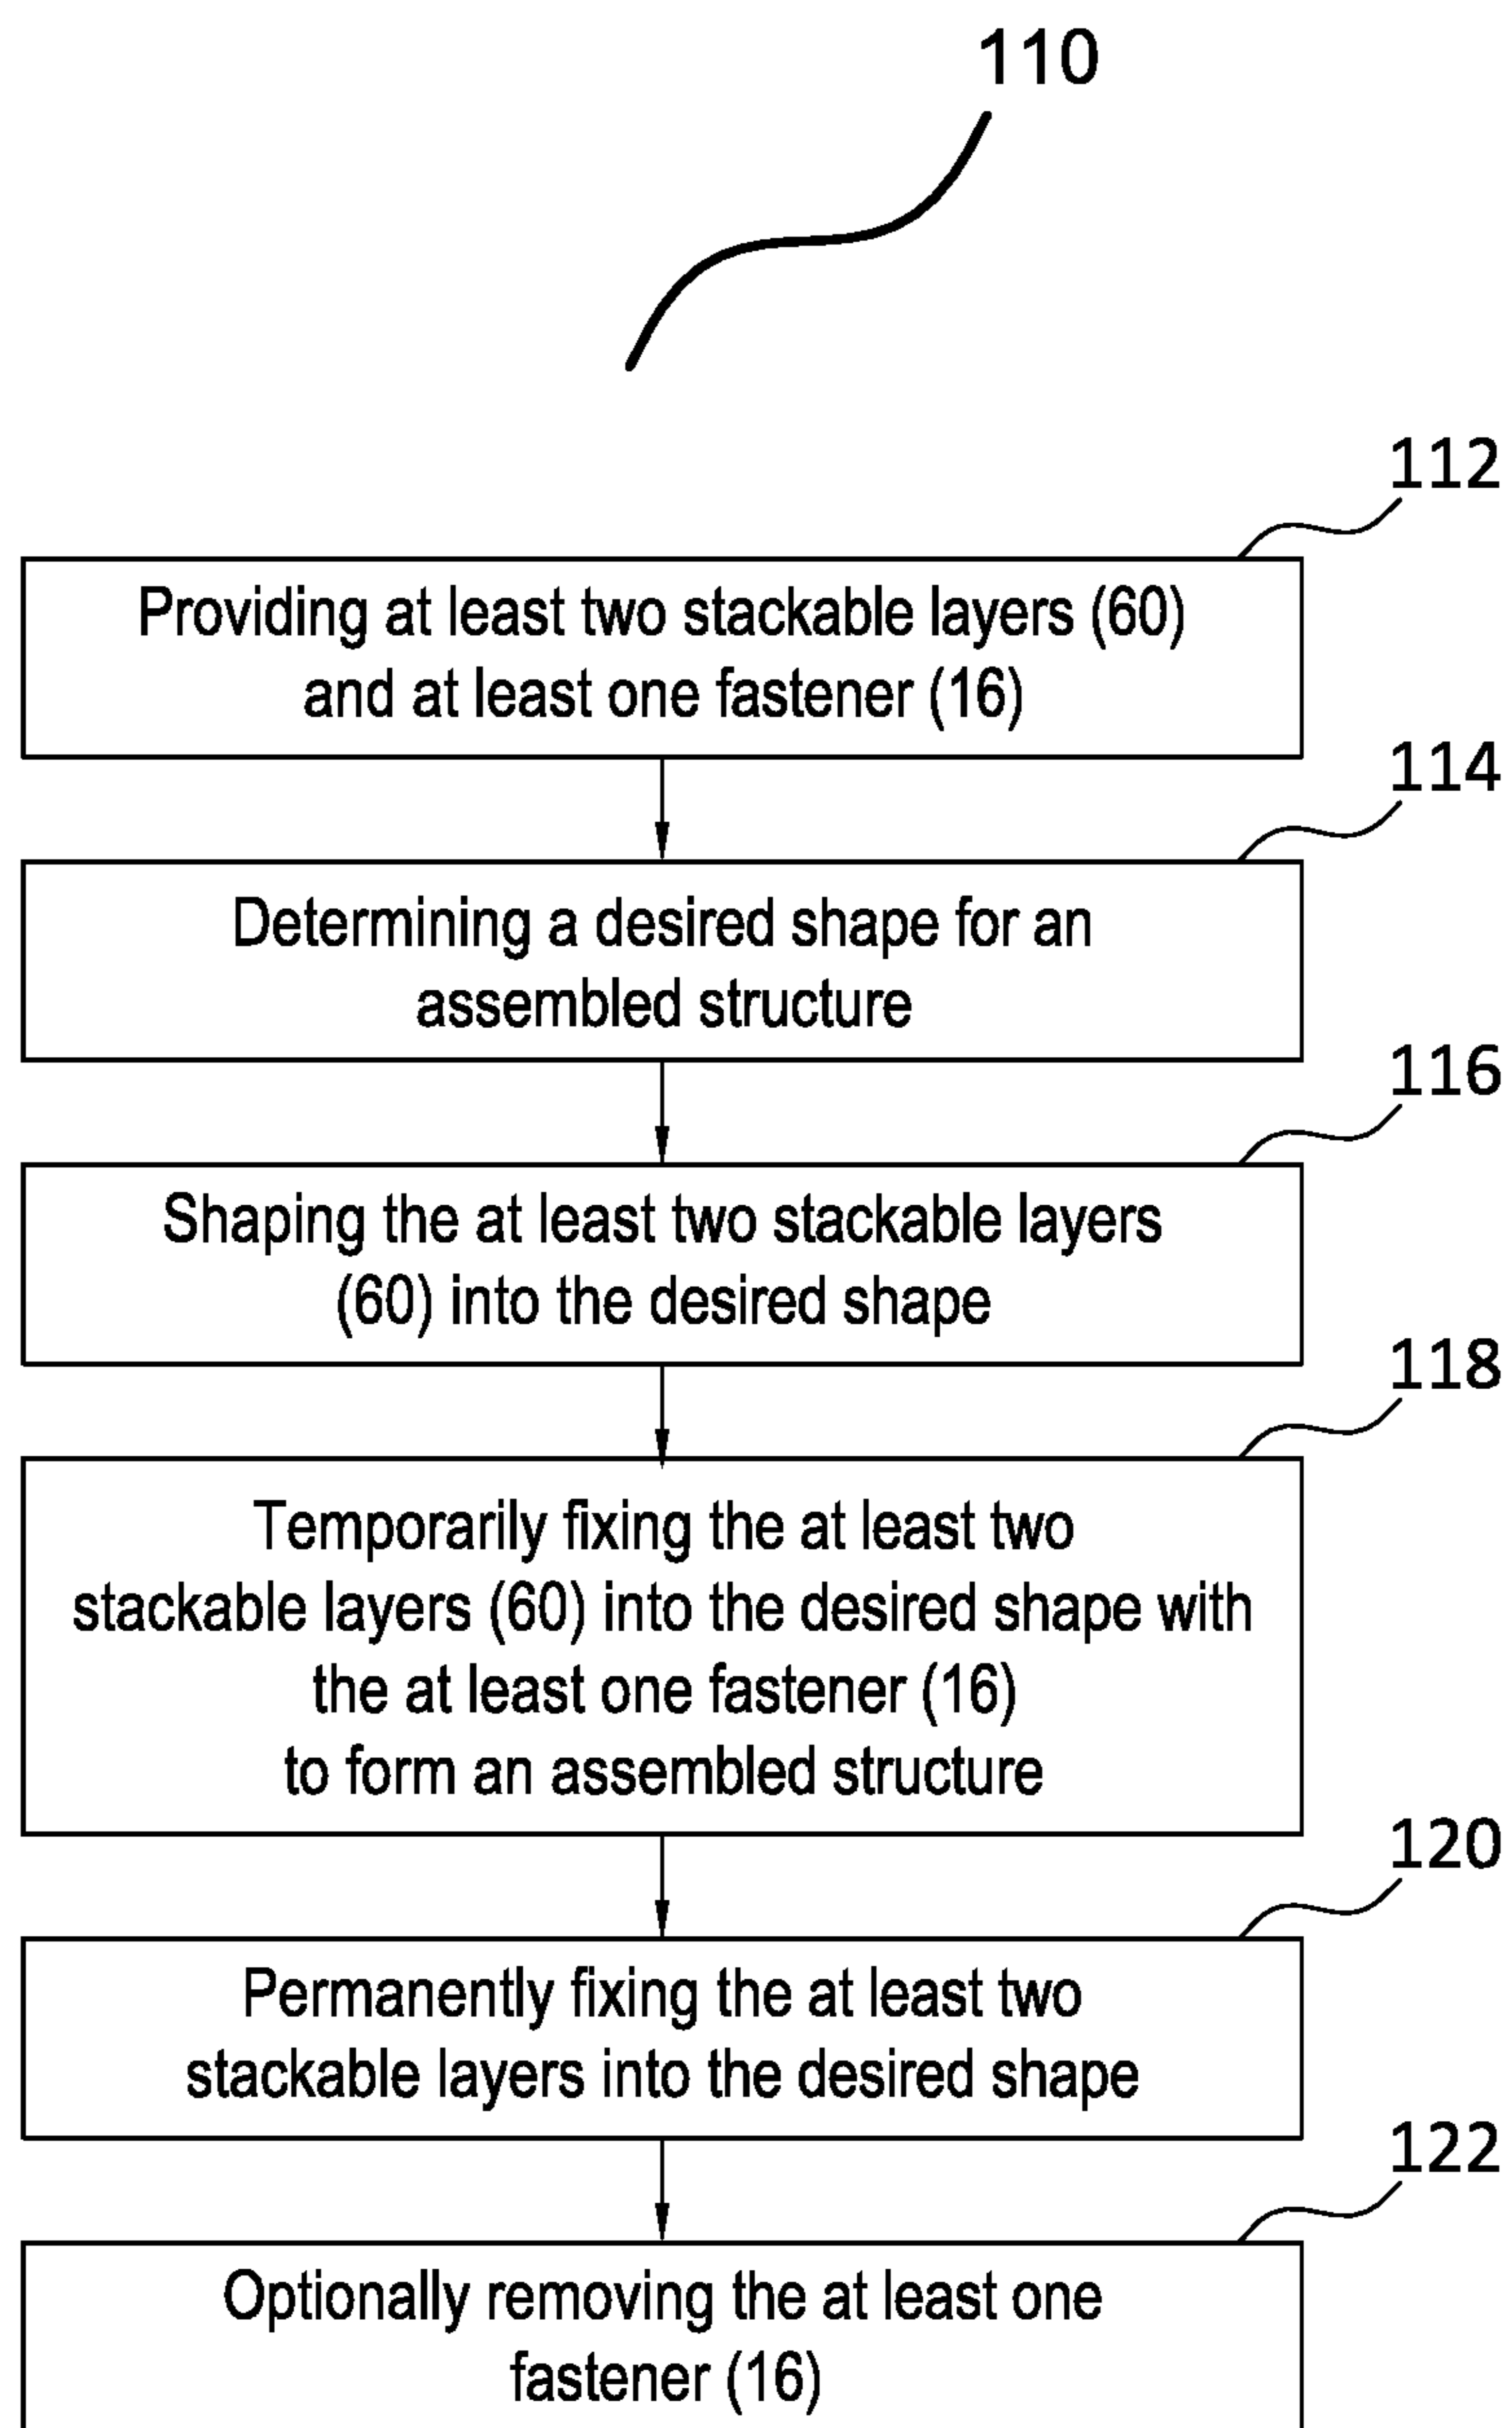 110
112
Providing at least two stackable layers (60)
and at least one fastener (16)
114
Determining a desired shape for an
assembled structure
116
Shaping the at least two stackable layers
(60) into the desired shape
118
Temporarily fixing the at least two
stackable layers (60) into the desired shape with
the at least one fastener (16)
to form an assembled structure
120
Permanently fixing the at least two
stackable layers into the desired shape
122
Optionally removing the at least one
fastener (16)